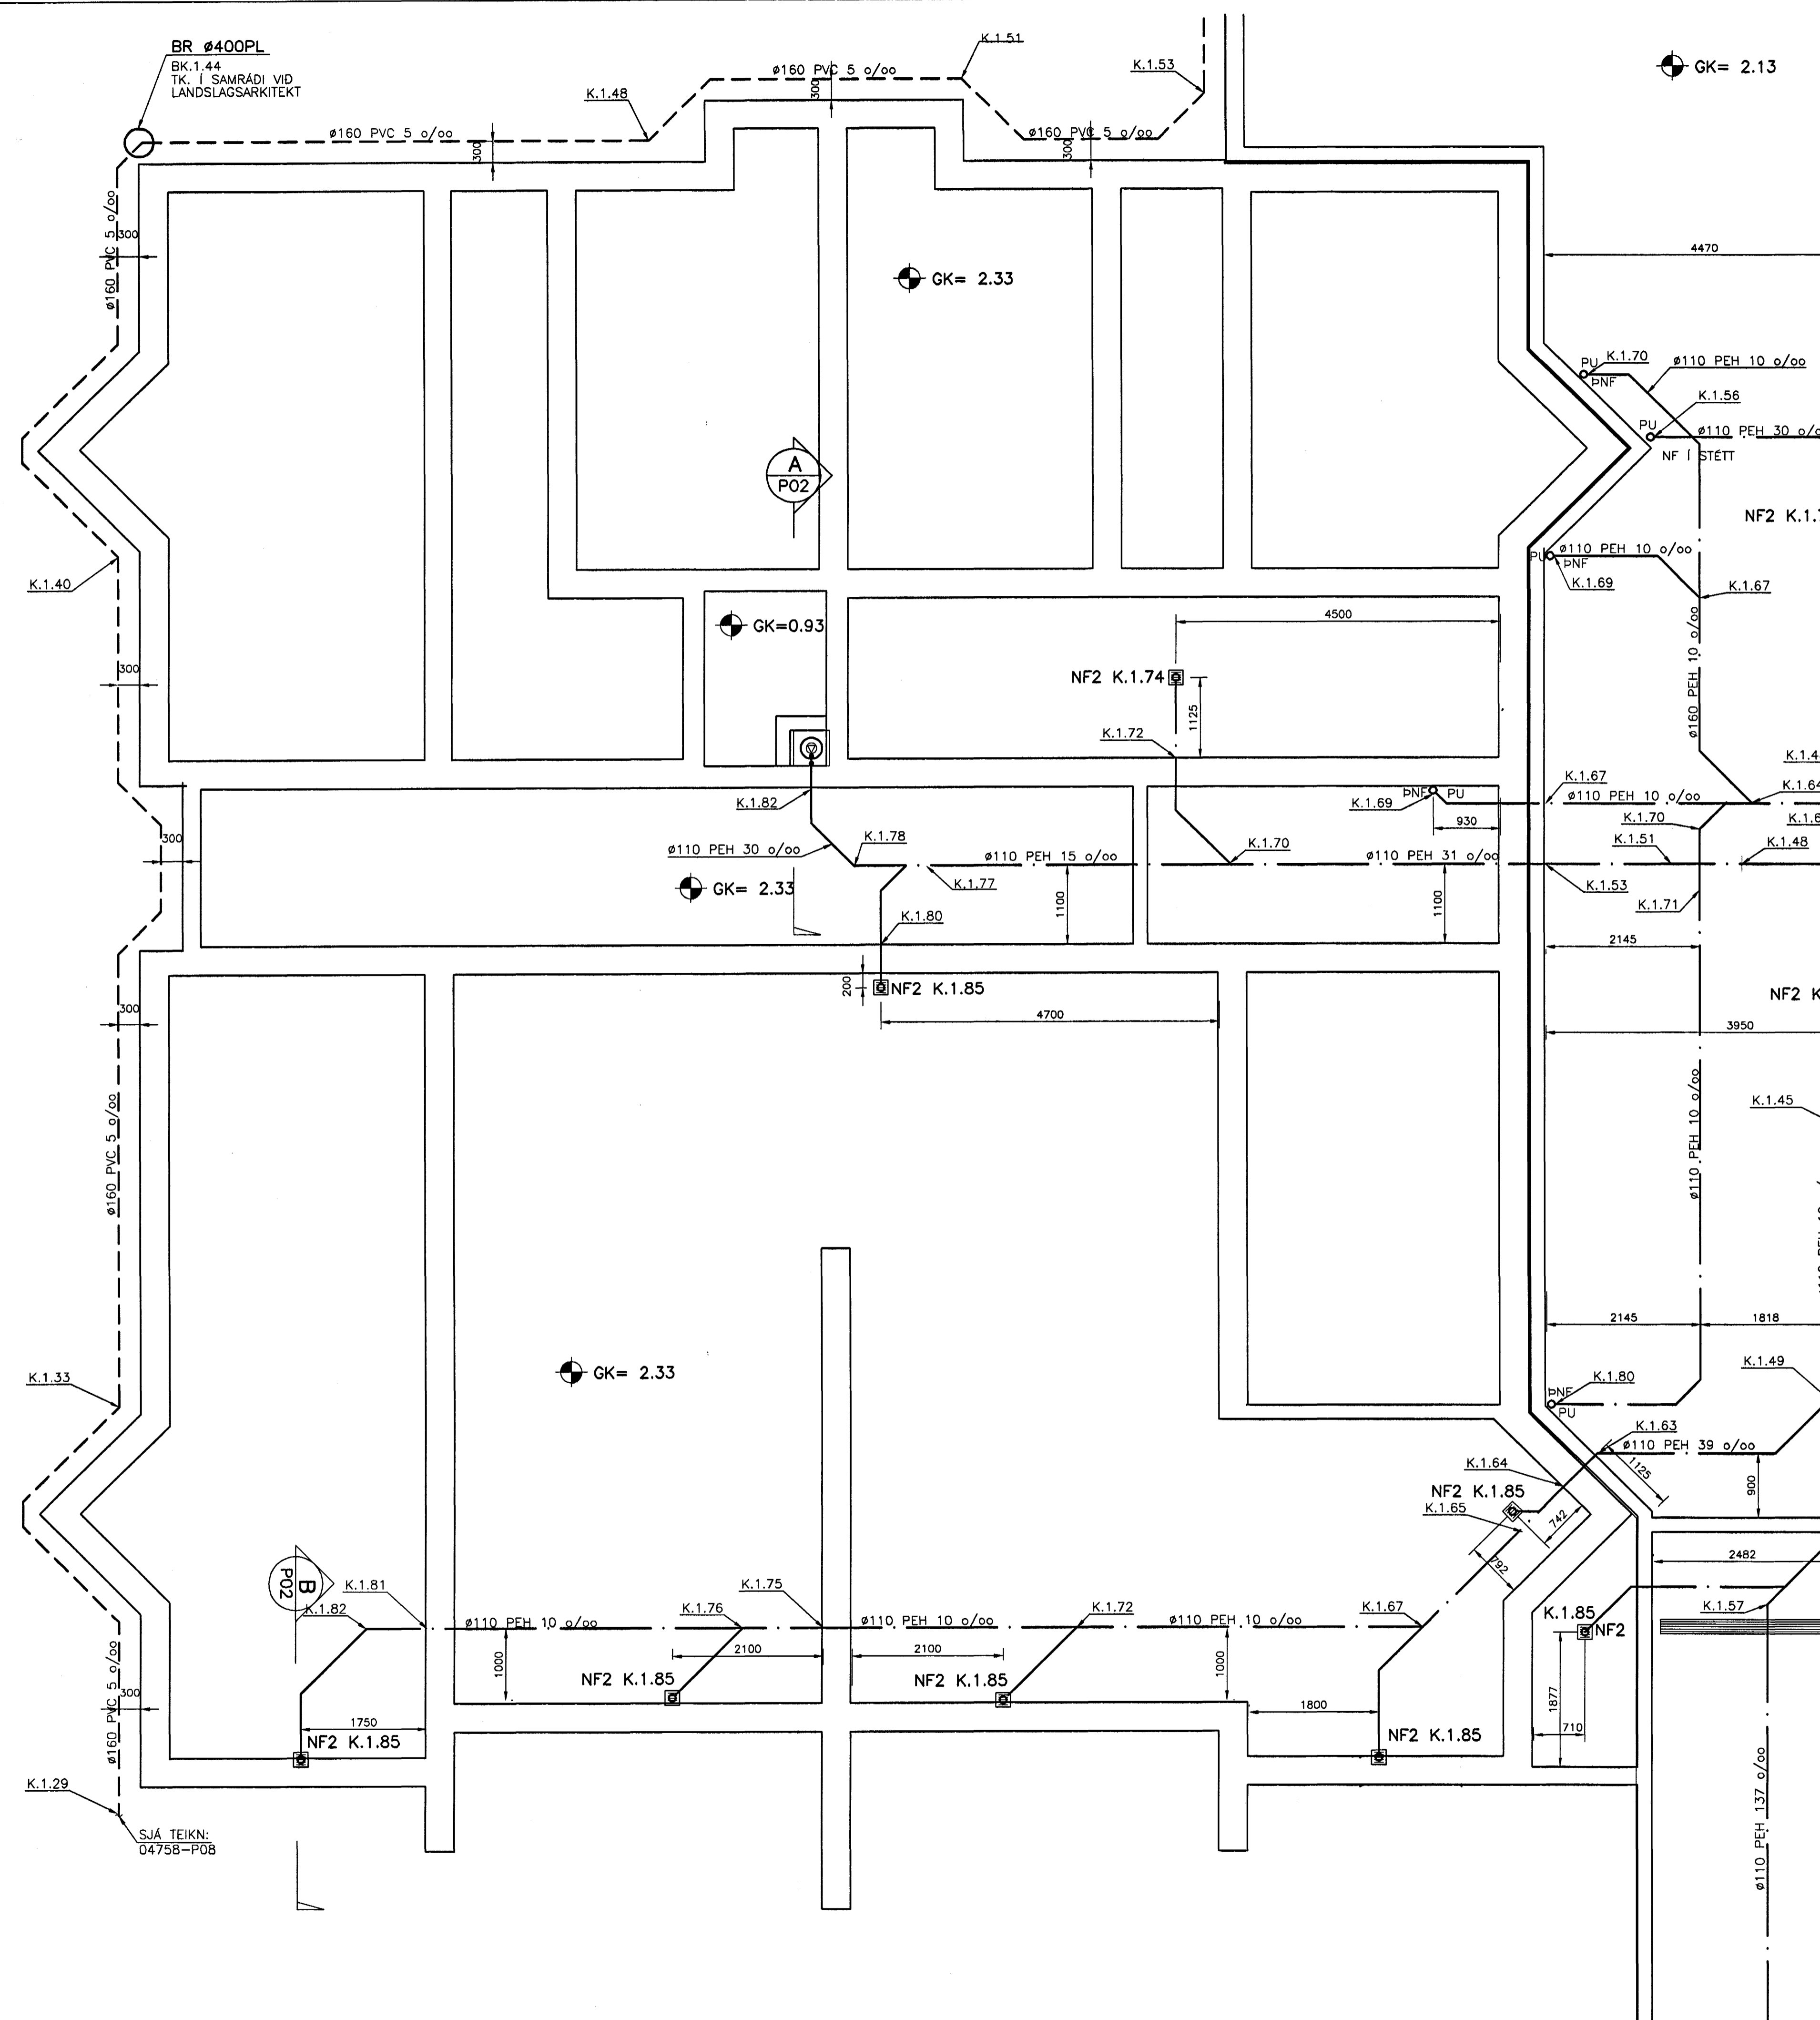 BR ø400PL
BK.1.44
TK. Í SAMRÁDI VID
LANDSLAGSARKITEKT
K.1.48
ø160 PVC 5 o/oo
300
ø160 PVC 5 o/oo
300
K.1.51
K.1.53
ø160 PVC 5 o/oo
300
GK= 2.13
ø160 PVC 5 o/oo
300
GK= 2.33
4470
PU
K.1.70
ÞNF
ø110 PEH 10 o/oo
K.1.56
PU
ø110 PEH 30
NF Í STÉTT
A
P02
NF2
K.1.40
PU
ø110 PEH 10 o/oo
ÞNF
K.1.69
K.1.67
GK=0.93
4500
300
NF2 K.1.74
1125
ø160 PEH 10 o/oo
K.1.72
K.1.82
K.1.69
ÞNF
PU
930
K.1.67
ø110 PEH 10 o/oo
K.1.64
K.1.70
K.1.51
K.1.48
300
ø110 PEH 30 o/oo
K.1.78
ø110 PEH 15 o/oo
K.1.70
ø110 PEH 31 o/oo
GK= 2.33
K.1.77
K.1.53
1100
1100
K.1.71
K.1.80
2145
200
NF2 K.1.85
NF2
4700
300
3950
ø160 PVC 5 o/oo
ø110 PEH 10 o/oo
K.1.45
2145
1818
GK= 2.33
K.1.33
K.1.49
ÞNF
K.1.80
PU
K.1.63
ø110 PEH 39 o/oo
1125
900
K.1.64
NF2 K.1.85
K.1.65
742
792
2482
B
P02
K.1.81
K.1.82
ø110 PEH 10 o/oo
K.1.76
K.1.75
ø110 PEH 10 o/oo
K.1.72
ø110 PEH 10 o/oo
K.1.67
K.1.85
NF2
K.1.57
1000
2100
2100
1000
NF2 K.1.85
NF2 K.1.85
ø160 PVC 5 o/oo
300
1750
NF2 K.1.85
1800
NF2 K.1.85
1877
710
K.1.29
SJÁ TEIKN:
04758-P08
ø110 PEH 137 o/oo